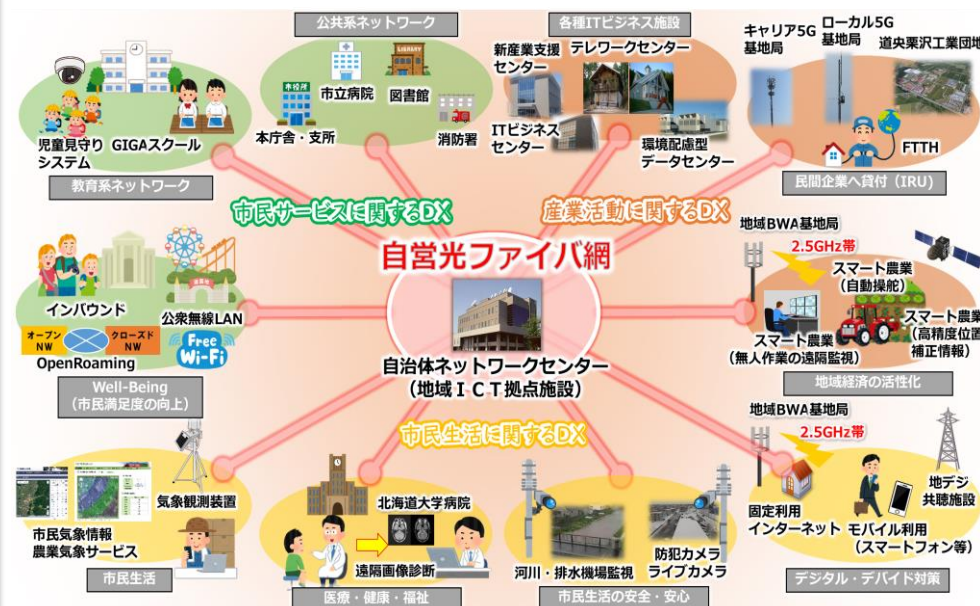 公共系ネットワーク
市立病院
LIBRARY
図書館
市役所
本庁舎・支所
消防署
各種ITビジネス施設
新産業支援
センター
テレワークセンター
ITビジネス
センター
環境配慮型
データセンター
キャリア5G
基地局
ローカル5G
基地局
道央栗沢工業団地
FTTH
民間企業へ貸付（IRU)
児童見守り
システム
GIGAスクール
教育系ネットワーク
市民サービスに関するDX
産業活動に関するDX
自営光ファイバ網
自治体ネットワークセンター
（地域ＩＣＴ拠点施設）
市民生活に関するDX
インバウンド
公衆無線LAN
オープン
NW
クローズド
NW
OpenRoaming
Free
Wi-Fi
Well-Being
（市民満足度の向上）
地域BWA基地局
2.5GHz帯
スマート農業
（自動操舵）
スマート農業
（無人作業の遠隔監視）
スマート農業
（高精度位置
補正情報）
地域経済の活性化
気象観測装置
市民気象情報
農業気象サービス
市民生活
北海道大学病院
遠隔画像診断
医療・健康・福祉
河川・排水機場監視
防犯カメラ
ライブカメラ
市民生活の安全・安心
地域BWA基地局
2.5GHz帯
固定利用
インターネット
モバイル利用
（スマートフォン等）
地デジ
共聴施設
デジタル・デバイド対策